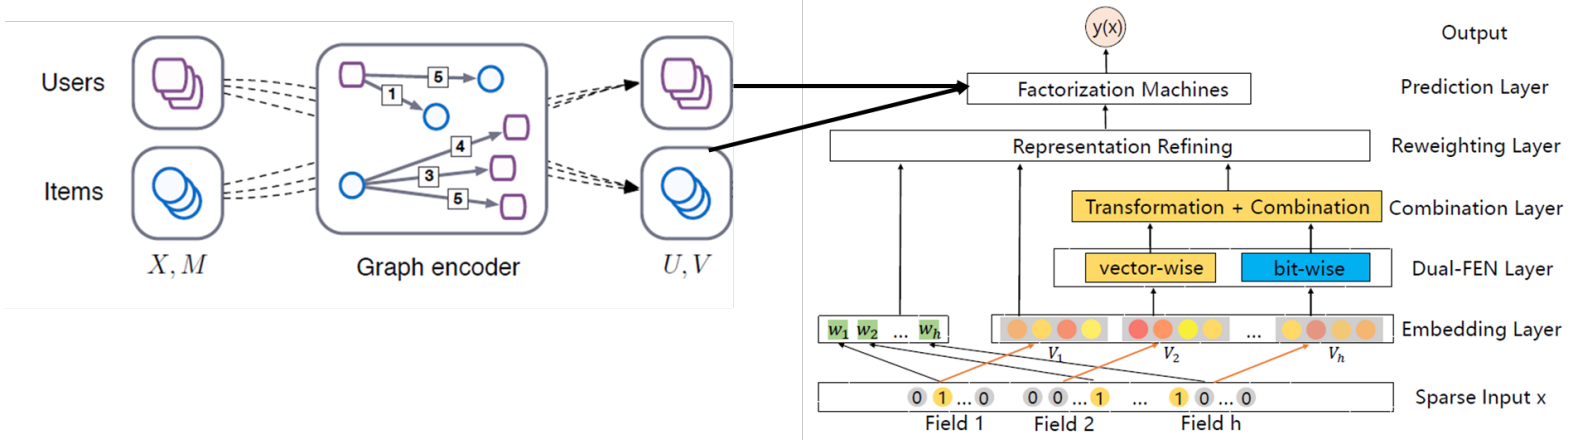 Users
Items
X, M
5
1
4
3
5
Graph encoder
U, V
y(x)
Output
Factorization Machines
Prediction Layer
Representation Refining
Reweighting Layer
Transformation + Combination
Combination Layer
vector-wise
bit-wise
Dual-FEN Layer
w₁ w₂ ... wₕ
...
Embedding Layer
V₁ V₂ Vₕ
0 1 ... 0 0 0 ... 1 ... 1 0 ... 0
Sparse Input x
Field 1 Field 2 Field h